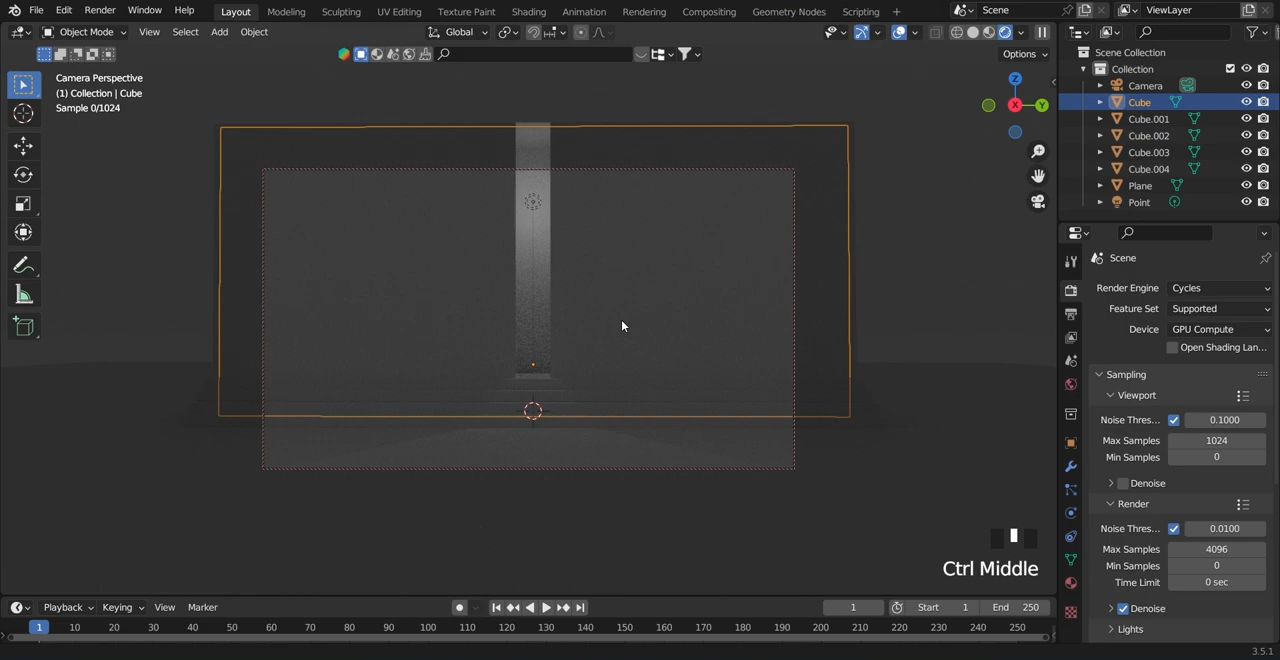 File Edit Render Window Help Layout Modeling Sculpting UV Editing Texture Paint Shading Animation Rendering Compositing Geometry Nodes Scripting + Scene ViewLayer
Object Mode View Select Add Object Global
Options
Camera Perspective
(1) Collection | Cube
Sample 0/1024
Z
X
Y
Scene Collection
Collection
Camera
Cube
Cube.001
Cube.002
Cube.003
Cube.004
Plane
Point
Scene
Render Engine Cycles
Feature Set Supported
Device GPU Compute
Open Shading Lan...
Sampling
Viewport
Noise Thres... 0.1000
Max Samples 1024
Min Samples 0
Denoise
Render
Noise Thres... 0.0100
Max Samples 4096
Min Samples 0
Time Limit 0 sec
Denoise
Lights
Ctrl Middle
Playback Keying View Marker 1 Start 1 End 250
1 10 20 30 40 50 60 70 80 90 100 110 120 130 140 150 160 170 180 190 200 210 220 230 240 250
3.5.1